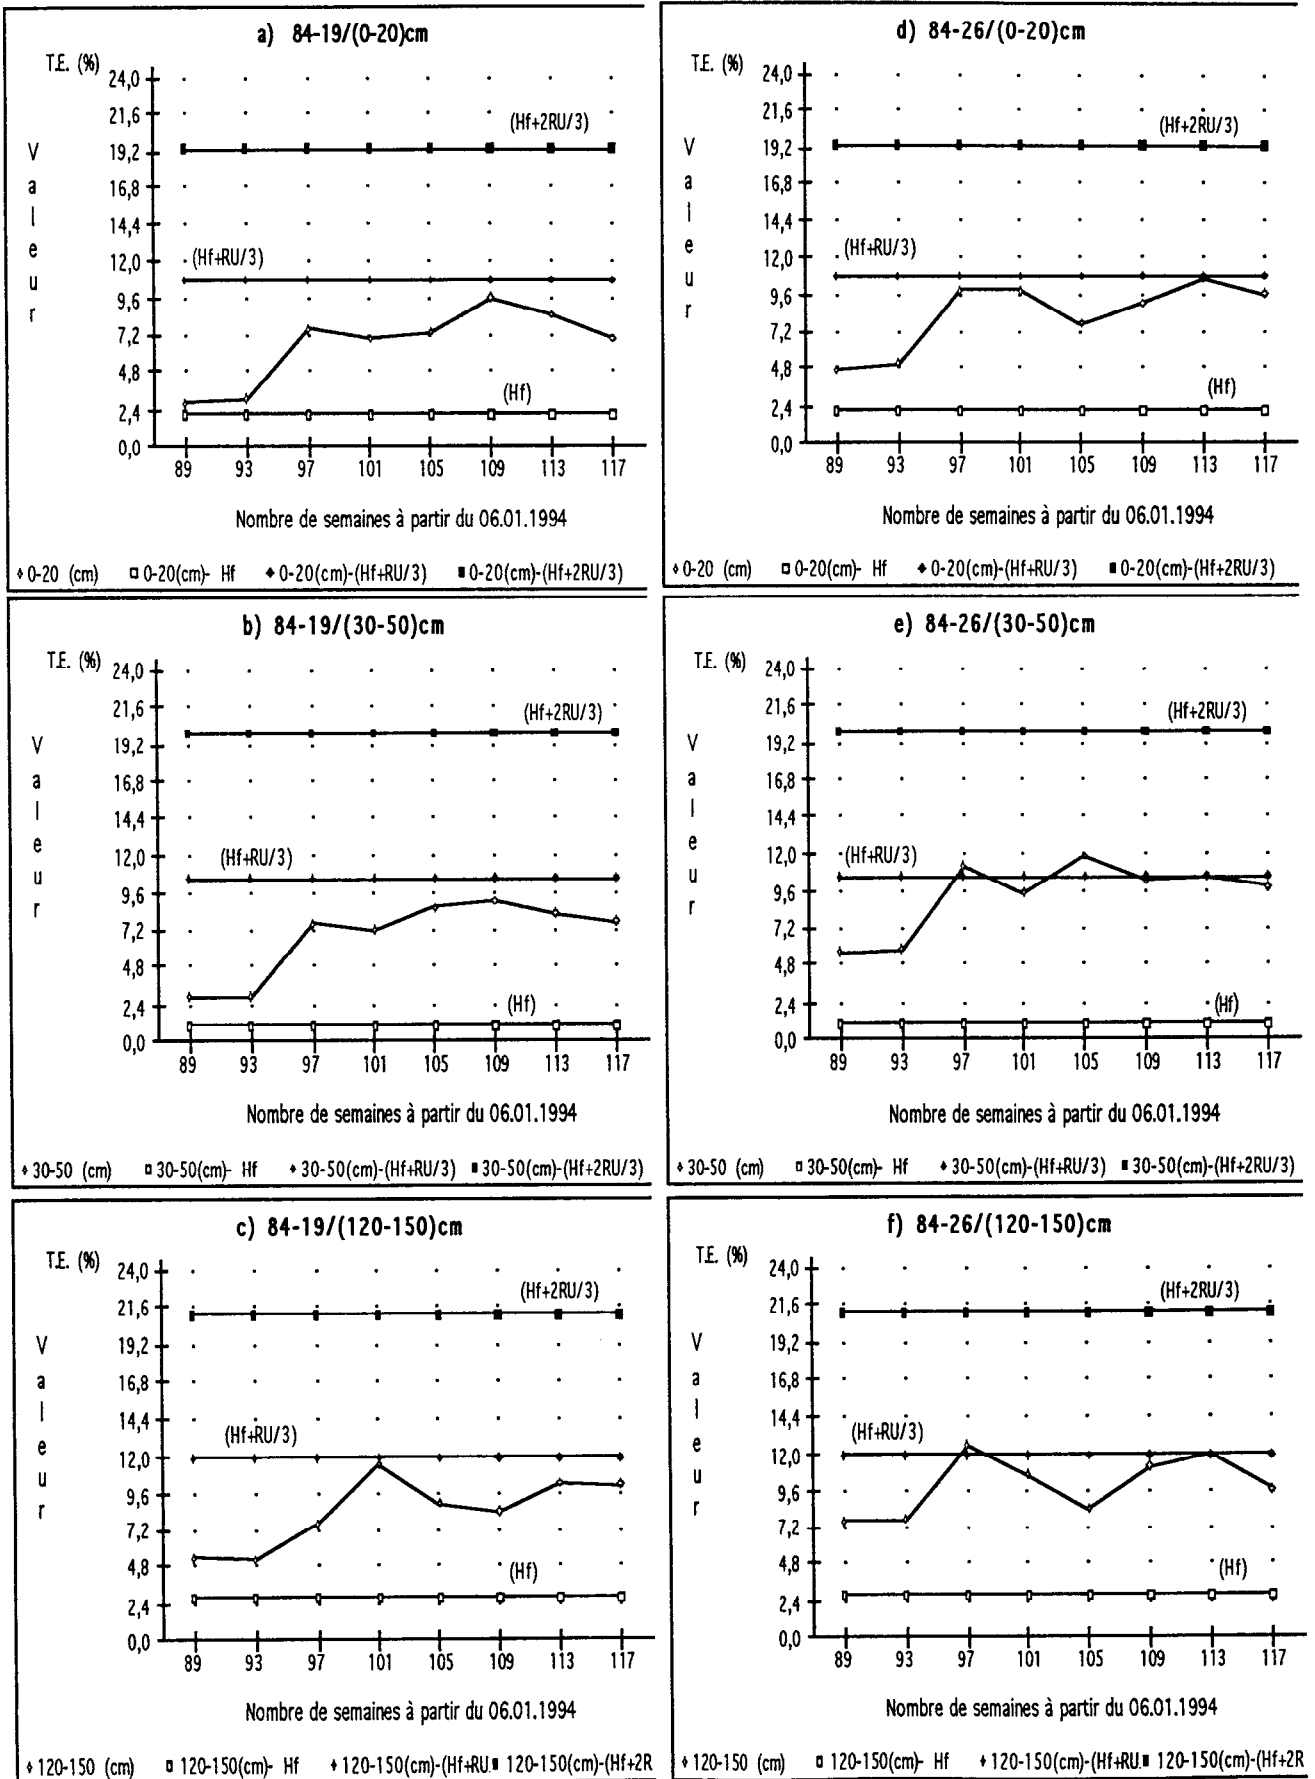 a) 84-19/(0-20)cm
T.E. (%)
Valeur
24,0
21,6
19,2
16,8
14,4
12,0
9,6
7,2
4,8
2,4
0,0
(Hf+2RU/3)
(Hf+RU/3)
(Hf)
89 93 97 101 105 109 113 117
Nombre de semaines à partir du 06.01.1994
0-20 (cm) 0-20(cm)- Hf 0-20(cm)-(Hf+RU/3) 0-20(cm)-(Hf+2RU/3)
d) 84-26/(0-20)cm
T.E. (%)
Valeur
24,0
21,6
19,2
16,8
14,4
12,0
9,6
7,2
4,8
2,4
0,0
(Hf+2RU/3)
(Hf+RU/3)
(Hf)
89 93 97 101 105 109 113 117
Nombre de semaines à partir du 06.01.1994
0-20 (cm) 0-20(cm)- Hf 0-20(cm)-(Hf+RU/3) 0-20(cm)-(Hf+2RU/3)
b) 84-19/(30-50)cm
T.E. (%)
Valeur
24,0
21,6
19,2
16,8
14,4
12,0
9,6
7,2
4,8
2,4
0,0
(Hf+2RU/3)
(Hf+RU/3)
(Hf)
89 93 97 101 105 109 113 117
Nombre de semaines à partir du 06.01.1994
30-50 (cm) 30-50(cm)- Hf 30-50(cm)-(Hf+RU/3) 30-50(cm)-(Hf+2RU/3)
e) 84-26/(30-50)cm
T.E. (%)
Valeur
24,0
21,6
19,2
16,8
14,4
12,0
9,6
7,2
4,8
2,4
0,0
(Hf+2RU/3)
(Hf+RU/3)
(Hf)
89 93 97 101 105 109 113 117
Nombre de semaines à partir du 06.01.1994
30-50 (cm) 30-50(cm)- Hf 30-50(cm)-(Hf+RU/3) 30-50(cm)-(Hf+2RU/3)
c) 84-19/(120-150)cm
T.E. (%)
Valeur
24,0
21,6
19,2
16,8
14,4
12,0
9,6
7,2
4,8
2,4
0,0
(Hf+2RU/3)
(Hf+RU/3)
(Hf)
89 93 97 101 105 109 113 117
Nombre de semaines à partir du 06.01.1994
120-150 (cm) 120-150(cm)- Hf 120-150(cm)-(Hf+RU. 120-150(cm)-(Hf+2R
f) 84-26/(120-150)cm
T.E. (%)
Valeur
24,0
21,6
19,2
16,8
14,4
12,0
9,6
7,2
4,8
2,4
0,0
(Hf+2RU/3)
(Hf+RU/3)
(Hf)
89 93 97 101 105 109 113 117
Nombre de semaines à partir du 06.01.1994
120-150 (cm) 120-150(cm)- Hf 120-150(cm)-(Hf+RU. 120-150(cm)-(Hf+2R